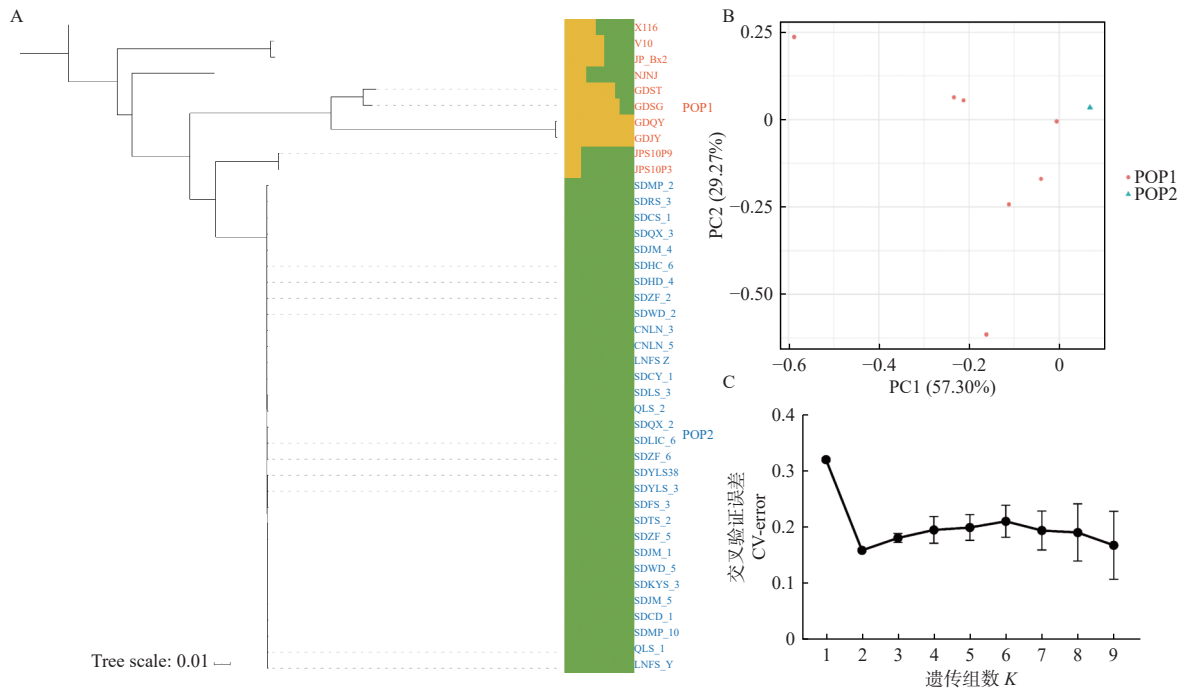 A
X116
V10
JP_Bx2
NJNJ
GDST
GDSG
POP1
GDQY
GDJY
JPS10P9
JPS10P3
SDMP_2
SDRS_3
SDCS_1
SDQX_3
SDJM_4
SDHC_6
SDHD_4
SDZF_2
SDWD_2
CNLN_3
CNLN_5
LNFS Z
SDCY_1
SDLS_3
QLS_2
SDQX_2
SDLIC_6
POP2
SDZF_6
SDYLS38
SDYLS_3
SDFS_3
SDTS_2
SDZF_5
SDJM_1
SDWD_5
SDKYS_3
SDJM_5
SDCD_1
SDMP_10
QLS_1
LNFS_Y
Tree scale: 0.01
B
0.25
0
−0.25
−0.50
PC2 (29.27%)
−0.6
−0.4
−0.2
0
PC1 (57.30%)
POP1
POP2
C
0.4
0.3
0.2
0.1
0
交叉验证误差
CV-error
1 2 3 4 5 6 7 8 9
遗传组数 K